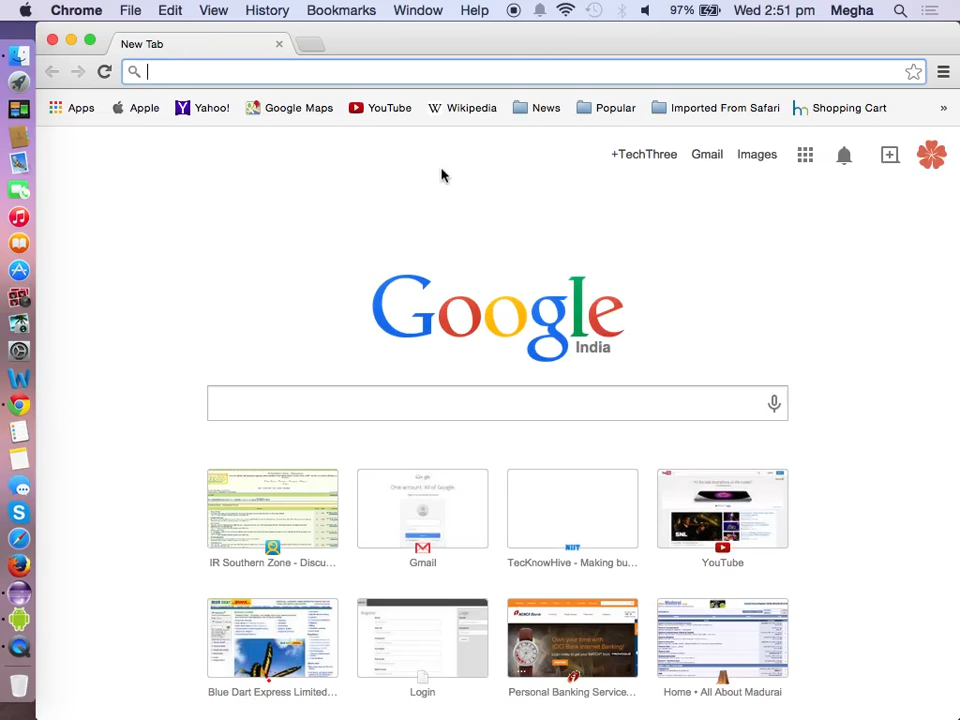 Chrome File Edit View History Bookmarks Window Help 97% Wed 2:51 pm Megha
New Tab
Apps Apple Yahoo! Google Maps YouTube Wikipedia News Popular Imported From Safari Shopping Cart »
+TechThree Gmail Images
Google
India
IR Southern Zone - Discu... Gmail TecKnowHive - Making bu... YouTube
Blue Dart Express Limited... Login Personal Banking Service... Home • All About Madurai